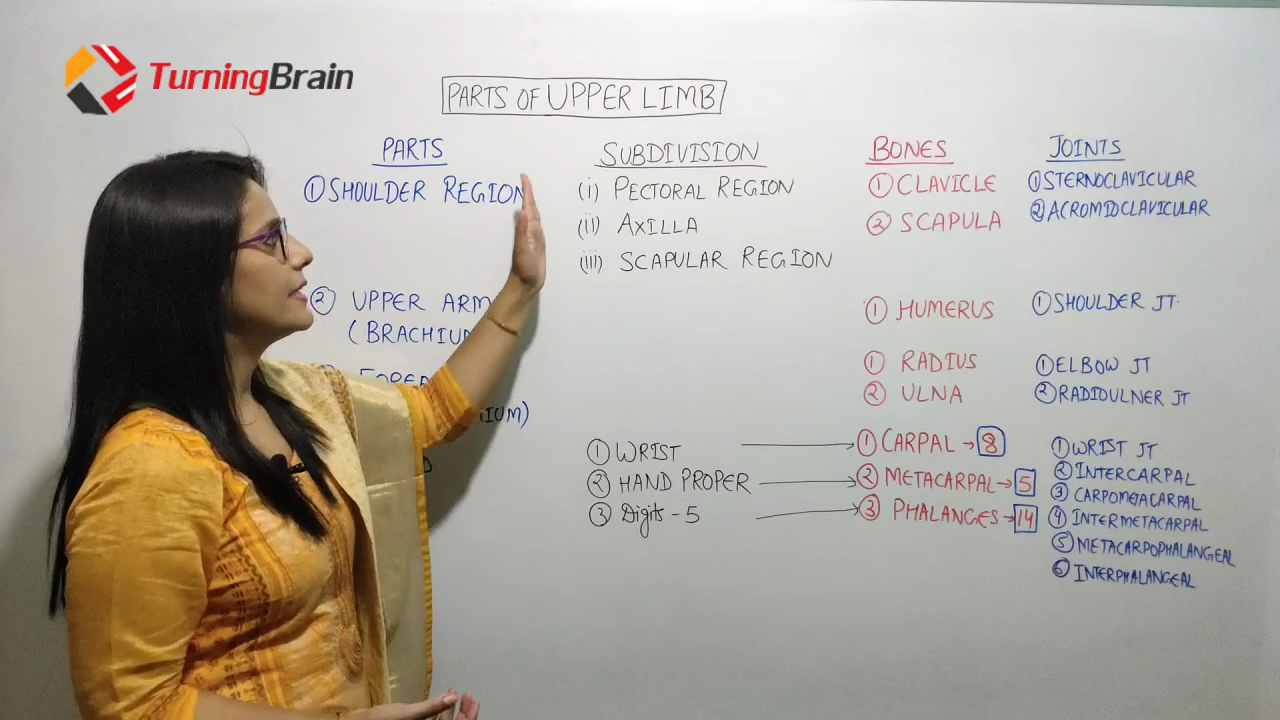 TurningBrain
PARTS OF UPPER LIMB
PARTS
① SHOULDER REGION
② UPPER ARM
(BRACHIUM
SUBDIVISION
(i) PECTORAL REGION
(ii) AXILLA
(iii) SCAPULAR REGION
① WRIST
② HAND PROPER
③ Digits - 5
BONES
① CLAVICLE
② SCAPULA
① HUMERUS
① RADIUS
② ULNA
① CARPAL → 8
② METACARPAL → 5
③ PHALANGES → 14
JOINTS
① STERNOCLAVICULAR
② ACROMIOCLAVICULAR
① SHOULDER JT.
① ELBOW JT
② RADIOULNER JT
① WRIST JT
② INTERCARPAL
③ CARPOMETACARPAL
④ INTERMETACARPAL
⑤ METACARPOPHALANGEAL
⑥ INTERPHALANGEAL